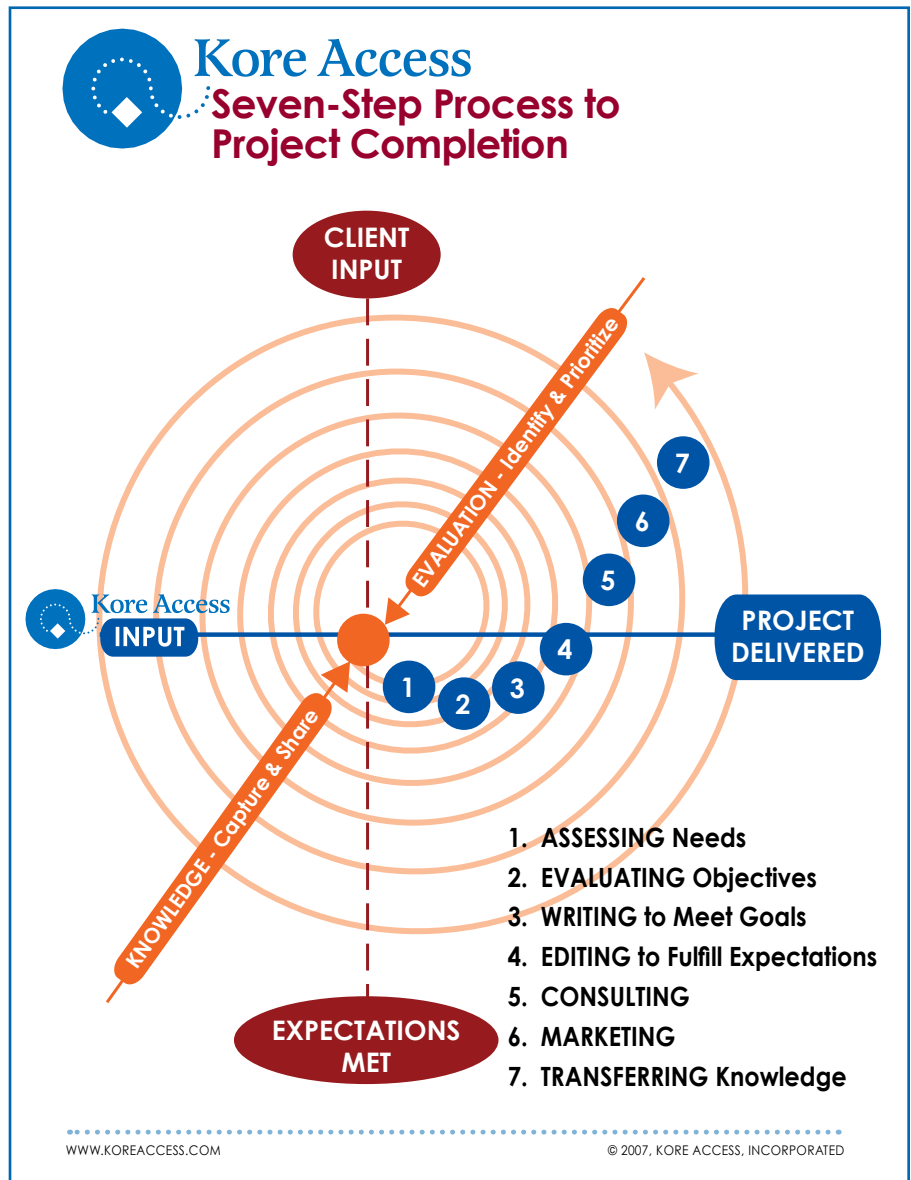 Kore Access
Seven-Step Process to
Project Completion
CLIENT
INPUT
EVALUATION - Identify & Prioritize
7
6
5
Kore Access
INPUT
PROJECT
DELIVERED
4
1
2
3
KNOWLEDGE - Capture & Share
1. ASSESSING Needs
2. EVALUATING Objectives
3. WRITING to Meet Goals
4. EDITING to Fulfill Expectations
5. CONSULTING
6. MARKETING
7. TRANSFERRING Knowledge
EXPECTATIONS
MET
WWW.KOREACCESS.COM
© 2007, KORE ACCESS, INCORPORATED